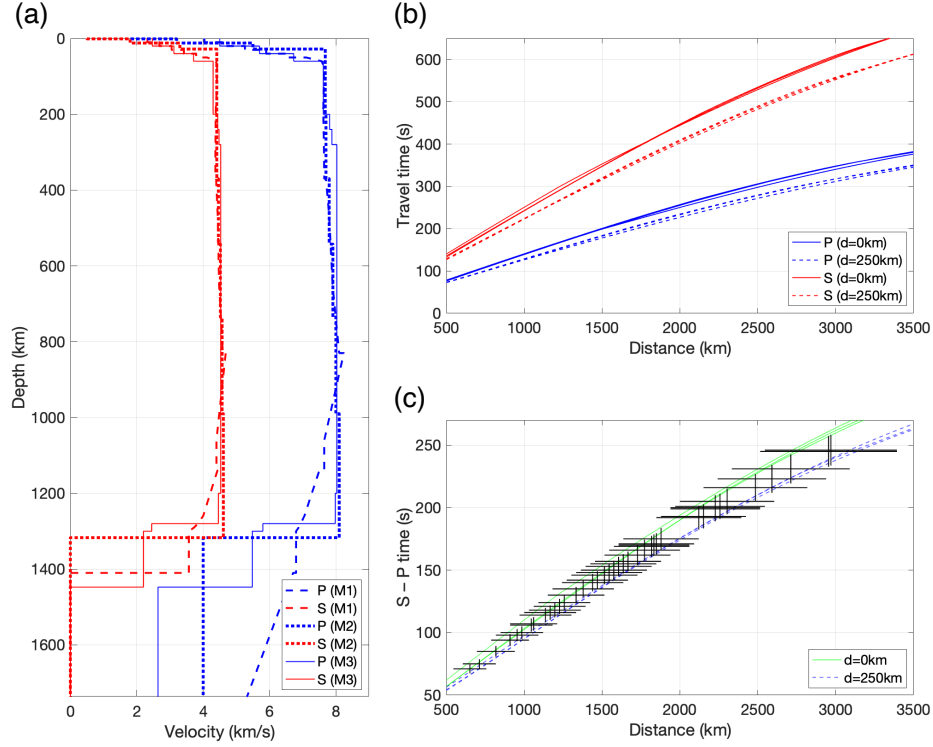 (a)
0
200
400
600
800
1000
1200
1400
1600
Depth (km)
0
2
4
6
8
Velocity (km/s)
P (M1)
S (M1)
P (M2)
S (M2)
P (M3)
S (M3)
(b)
600
500
400
300
200
100
0
Travel time (s)
500
1000
1500
2000
2500
3000
3500
Distance (km)
P (d=0km)
P (d=250km)
S (d=0km)
S (d=250km)
(c)
250
200
150
100
50
S − P time (s)
500
1000
1500
2000
2500
3000
3500
Distance (km)
d=0km
d=250km